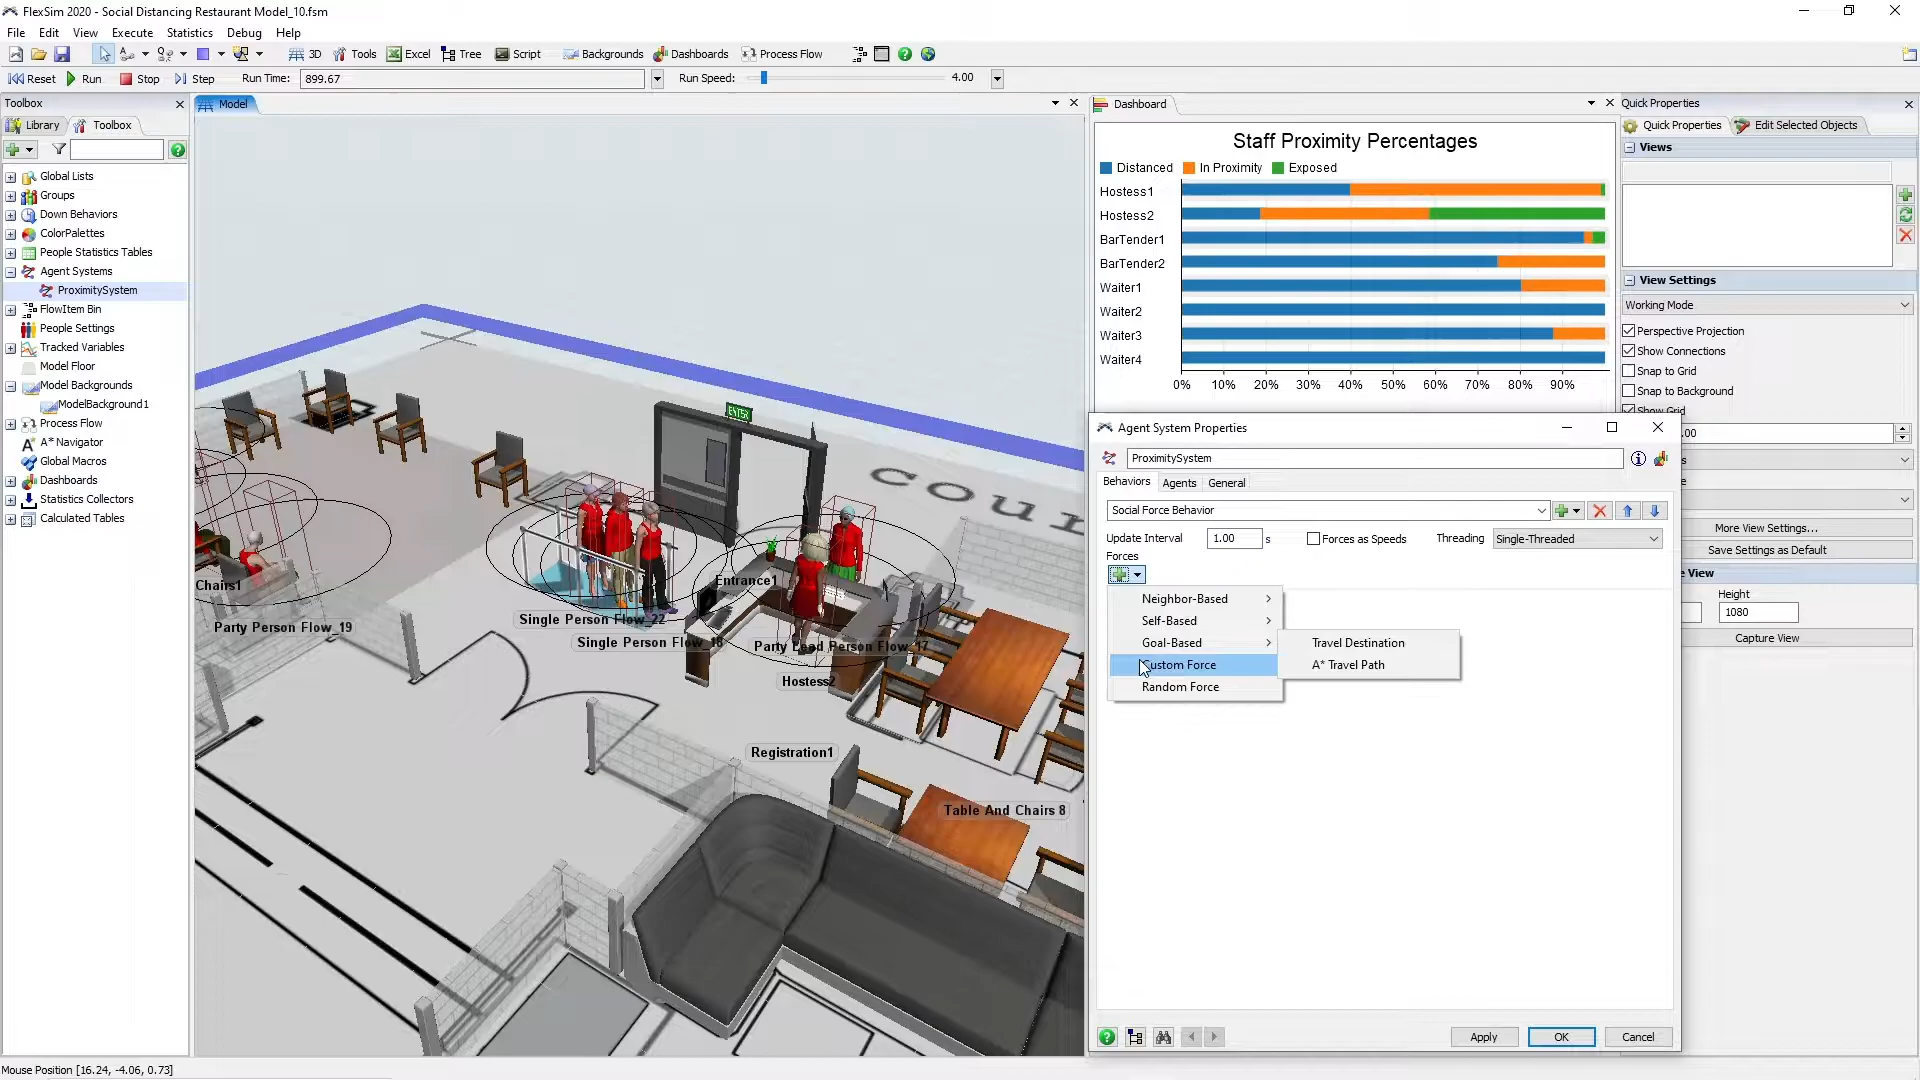 FlexSim 2020 - Social Distancing Restaurant Model_10.fsm
File Edit View Execute Statistics Debug Help
3D Tools Excel Tree Script Backgrounds Dashboards Process Flow
Reset Run Stop Step Run Time: 899.67 Run Speed: 4.00
Toolbox
Library Toolbox
Global Lists
Groups
Down Behaviors
ColorPalettes
People Statistics Tables
Agent Systems
ProximitySystem
FlowItem Bin
People Settings
Tracked Variables
Model Floor
Model Backgrounds
ModelBackground1
Process Flow
A* Navigator
Global Macros
Dashboards
Statistics Collectors
Calculated Tables
Model
ENTER
cour
Chairs1
Party Person Flow_19
Entrance1
Single Person Flow_22
Single Person Flow_18
Party Lead Person Flow_17
Hostess2
Registration1
Table And Chairs 8
Dashboard
Staff Proximity Percentages
Distanced In Proximity Exposed
Hostess1
Hostess2
BarTender1
BarTender2
Waiter1
Waiter2
Waiter3
Waiter4
0% 10% 20% 30% 40% 50% 60% 70% 80% 90%
Agent System Properties
ProximitySystem
Behaviors Agents General
Social Force Behavior
Update Interval 1.00 s Forces as Speeds Threading Single-Threaded
Forces
Neighbor-Based
Self-Based
Goal-Based Travel Destination
Custom Force A* Travel Path
Random Force
Apply OK Cancel
Quick Properties
Quick Properties Edit Selected Objects
Views
View Settings
Working Mode
Perspective Projection
Show Connections
Snap to Grid
Snap to Background
Show Grid
.00
s
e
More View Settings...
Save Settings as Default
e View
Height
1080
Capture View
Mouse Position [16.24, -4.06, 0.73]